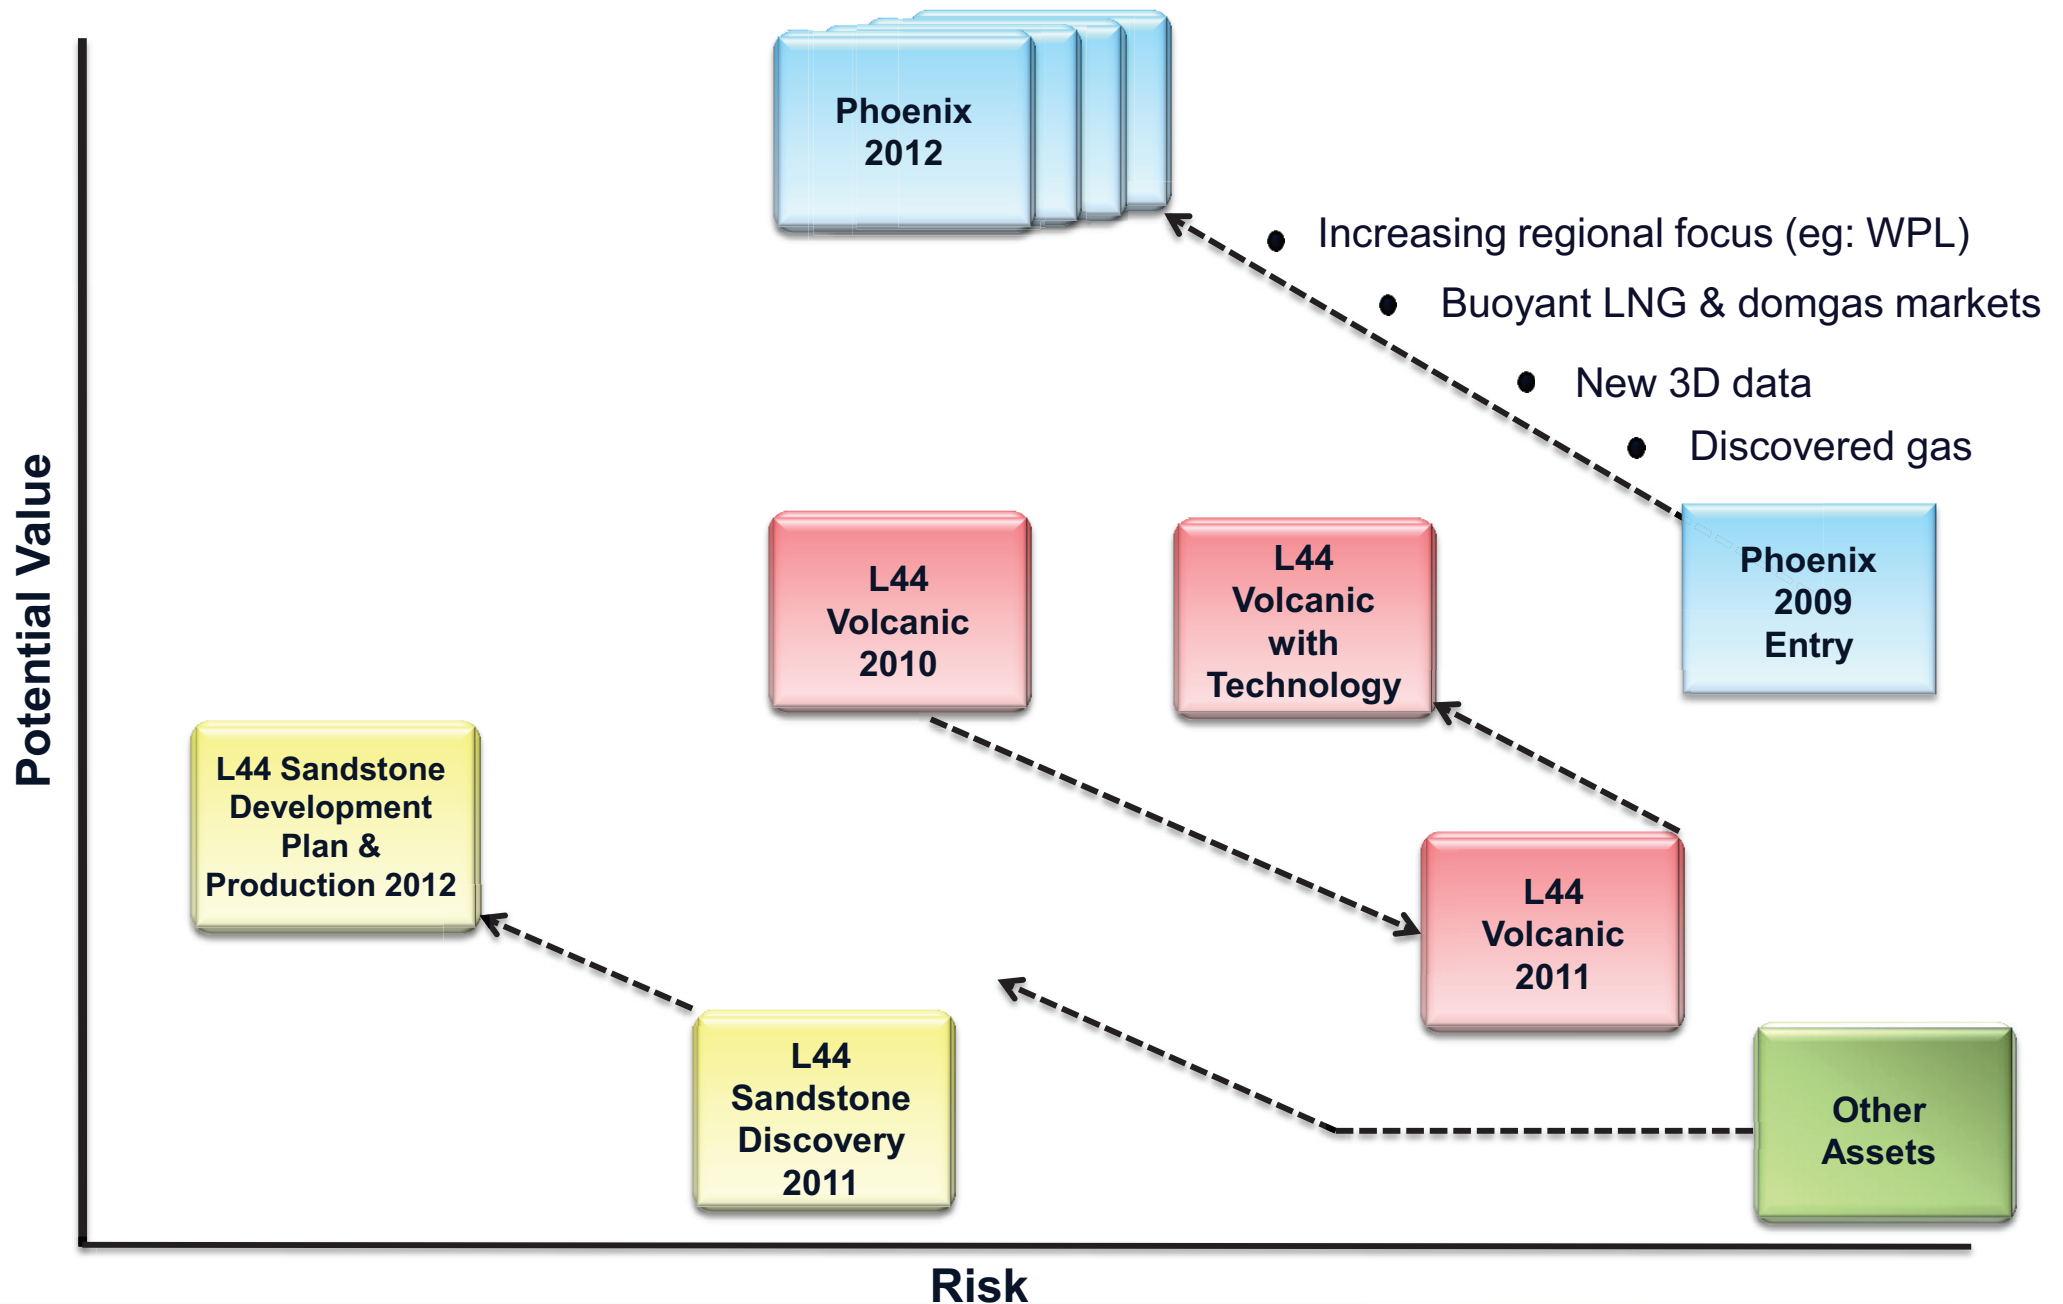 Phoenix
2012
Increasing regional focus (eg: WPL)
Buoyant LNG & domgas markets
New 3D data
Discovered gas
Potential Value
L44
Volcanic
2010
L44
Volcanic
with
Technology
Phoenix
2009
Entry
L44 Sandstone
Development
Plan &
Production 2012
L44
Volcanic
2011
L44
Sandstone
Discovery
2011
Other
Assets
Risk